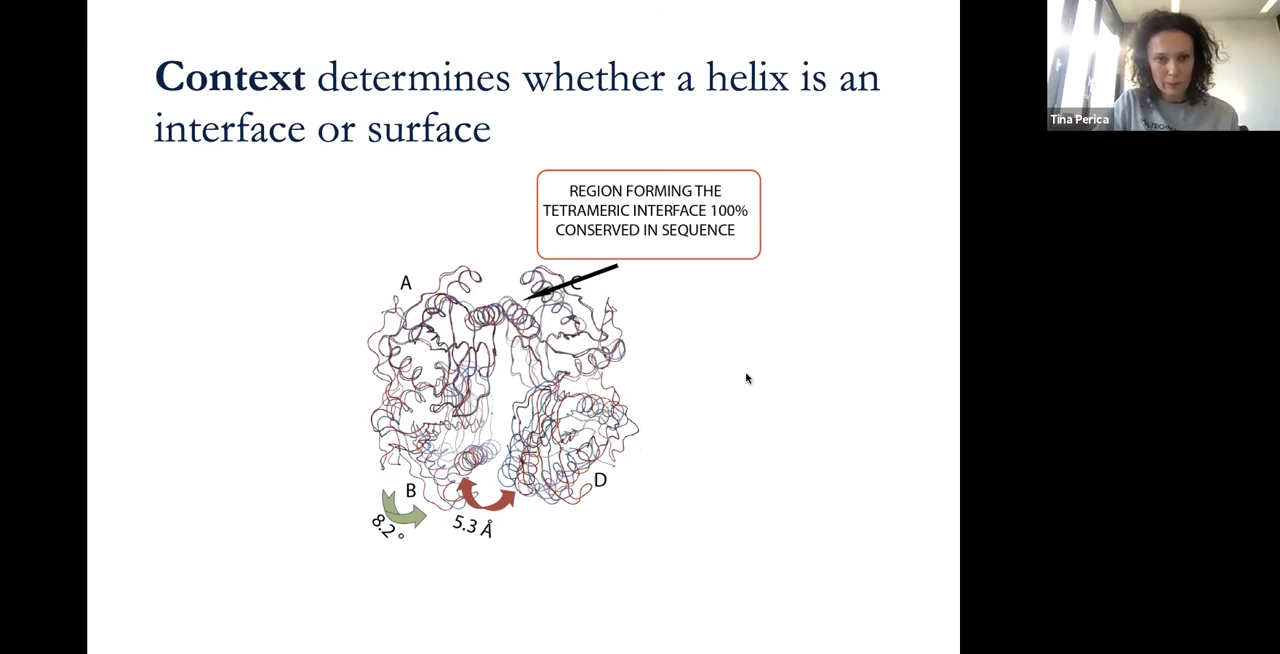 Context determines whether a helix is an
interface or surface
REGION FORMING THE
TETRAMERIC INTERFACE 100%
CONSERVED IN SEQUENCE
A
C
B
D
8.2°
5.3 Å
Tina Perica